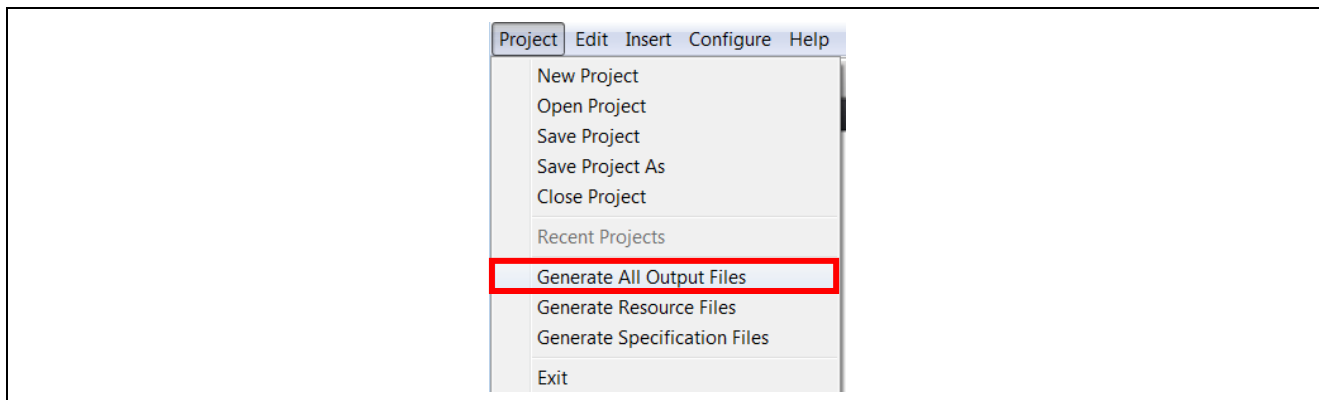 Project Edit Insert Configure Help
New Project
Open Project
Save Project
Save Project As
Close Project
Recent Projects
Generate All Output Files
Generate Resource Files
Generate Specification Files
Exit